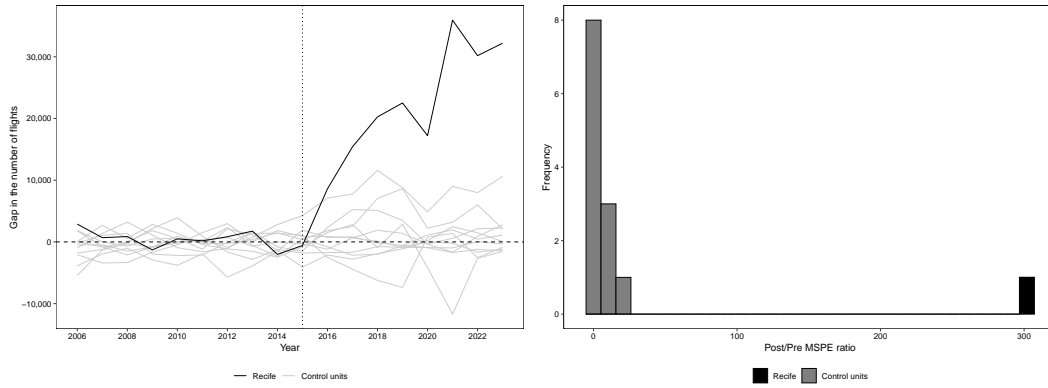 Gap in the number of flights
30,000
20,000
10,000
0
−10,000
2006 2008 2010 2012 2014 2016 2018 2020 2022
Year
Recife Control units
Frequency
8
6
4
2
0
0 100 200 300
Post/Pre MSPE ratio
Recife Control units